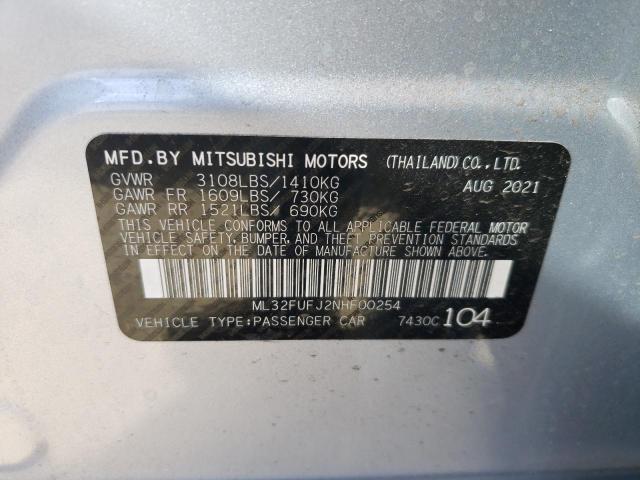 MFD.BY MITSUBISHI MOTORS (THAILAND)CO.,LTD.
GVWR 3108LBS/1410KG AUG 2021
GAWR FR 1609LBS/ 730KG
GAWR RR 1521LBS/ 690KG
THIS VEHICLE CONFORMS TO ALL APPLICABLE FEDERAL MOTOR
VEHICLE SAFETY, BUMPER, AND THEFT PREVENTION STANDARDS
IN EFFECT ON THE DATE OF MANUFACTURE SHOWN ABOVE.
ML32FUFJ2NHF00254
VEHICLE TYPE:PASSENGER CAR 7430C 104